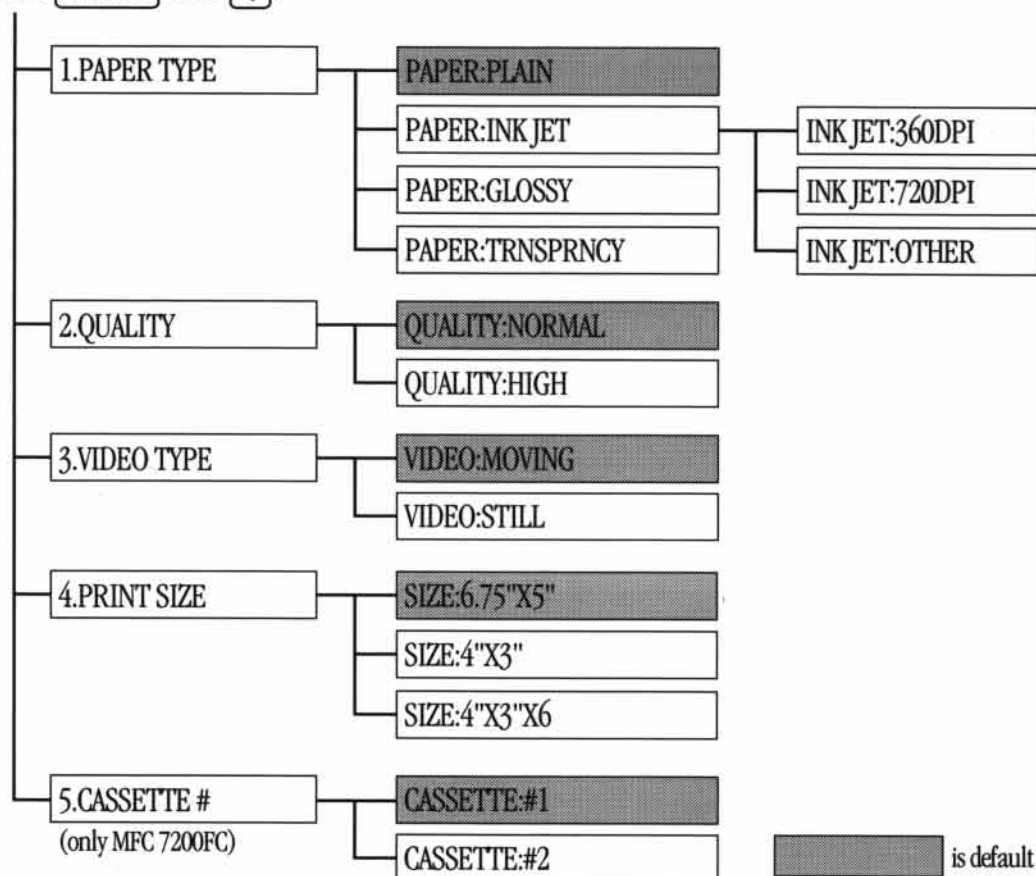 1.PAPER TYPE
PAPER:PLAIN
PAPER:INK JET
INK JET:360DPI
INK JET:720DPI
INK JET:OTHER
PAPER:GLOSSY
PAPER:TRNSPRNCY
2.QUALITY
QUALITY:NORMAL
QUALITY:HIGH
3.VIDEO TYPE
VIDEO:MOVING
VIDEO:STILL
4.PRINT SIZE
SIZE:6.75"X5"
SIZE:4"X3"
SIZE:4"X3"X6
5.CASSETTE #
(only MFC 7200FC)
CASSETTE:#1
CASSETTE:#2
is default